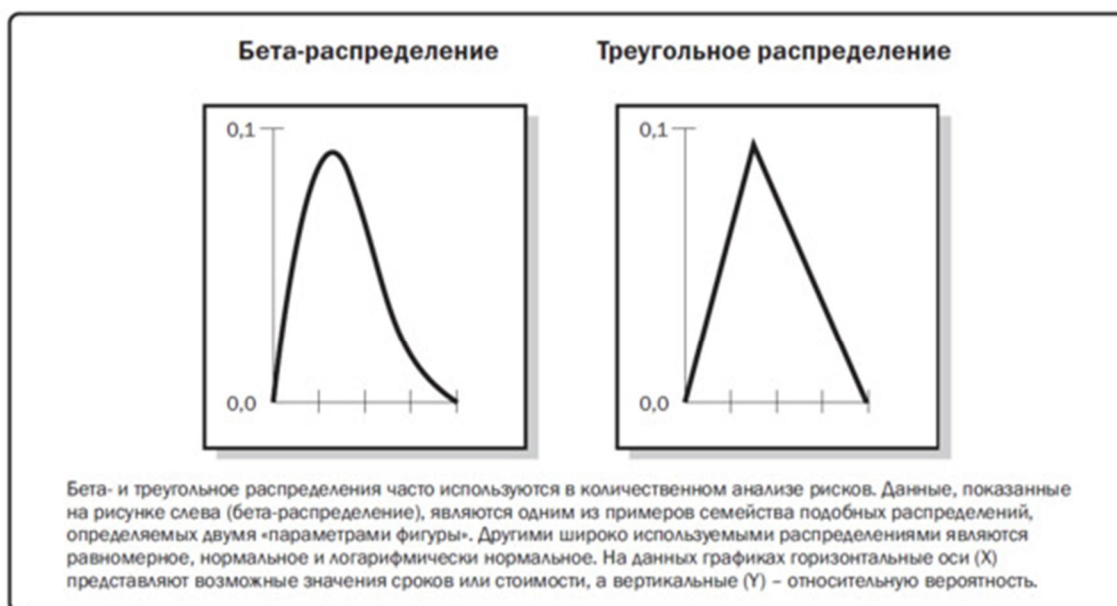 Бета-распределение Треугольное распределение
0,1 0,1
0,0 0,0
Бета- и треугольное распределения часто используются в количественном анализе рисков. Данные, показанные
на рисунке слева (бета-распределение), являются одним из примеров семейства подобных распределений,
определяемых двумя «параметрами фигуры». Другими широко используемыми распределениями являются
равномерное, нормальное и логарифмически нормальное. На данных графиках горизонтальные оси (X)
представляют возможные значения сроков или стоимости, а вертикальные (Y) – относительную вероятность.